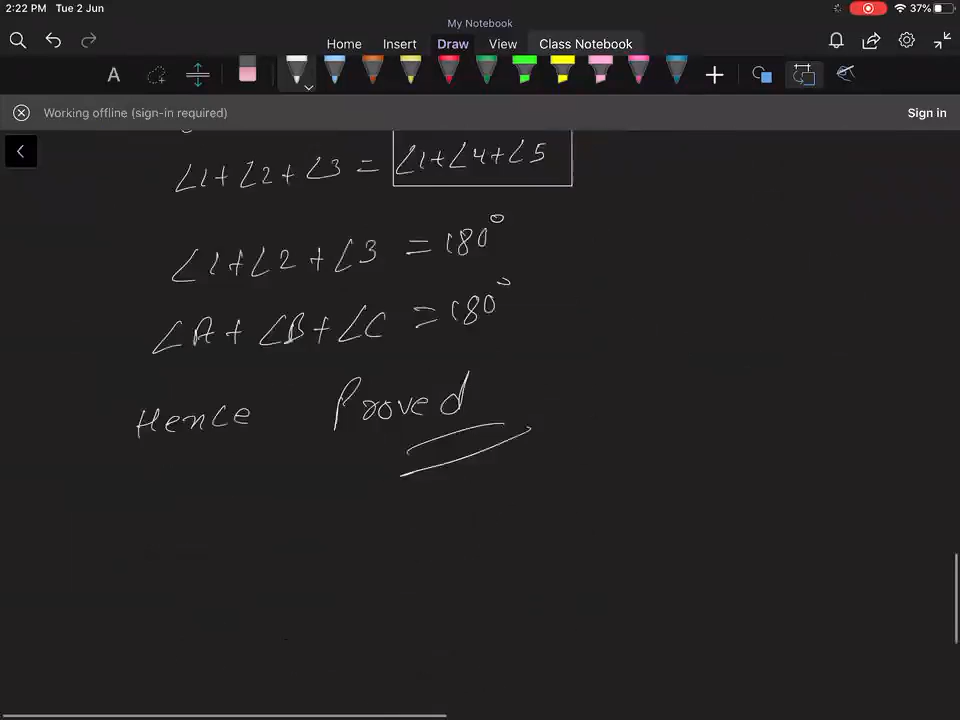 2:22 PM Tue 2 Jun
37%
My Notebook
Home Insert Draw View Class Notebook
A
Working offline (sign-in required)
Sign in
∠1+∠2+∠3 = ∠1+∠4+∠5
∠1+∠2+∠3 = 180°
∠A+∠B+∠C = 180°
Hence Proved